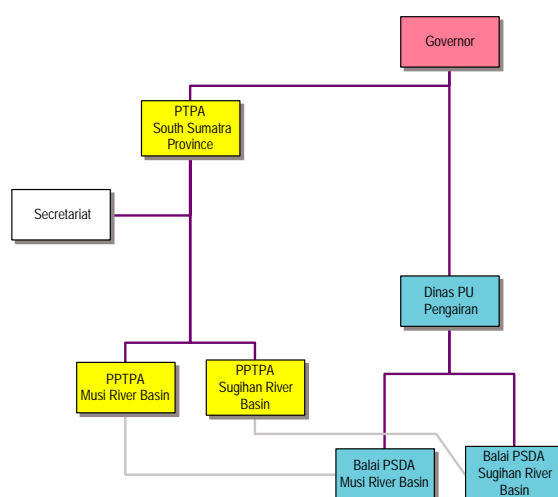 Governor
PTPA
South Sumatra
Province
Secretariat
Dinas PU
Pengairan
PPTPA
Musi River Basin
PPTPA
Sugihan River
Basin
Balai PSDA
Musi River Basin
Balai PSDA
Sugihan River
Basin